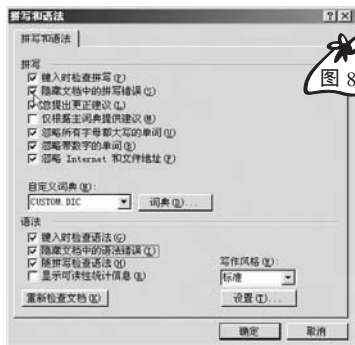 拼写和语法
拼写和语法
图 8
拼写
键入时检查拼写(P)
隐藏文档中的拼写错误(S)
总提出更正建议(L)
仅根据主词典提供建议(M)
忽略所有字母都大写的单词(U)
忽略带数字的单词(B)
忽略 Internet 和文件地址(F)
自定义词典(K):
CUSTOM.DIC
词典(D)...
语法
键入时检查语法(G)
隐藏文档中的语法错误(I)
随拼写检查语法(H)
显示可读性统计信息(R)
写作风格(W):
标准
重新检查文档(K)
设置(T)...
确定
取消